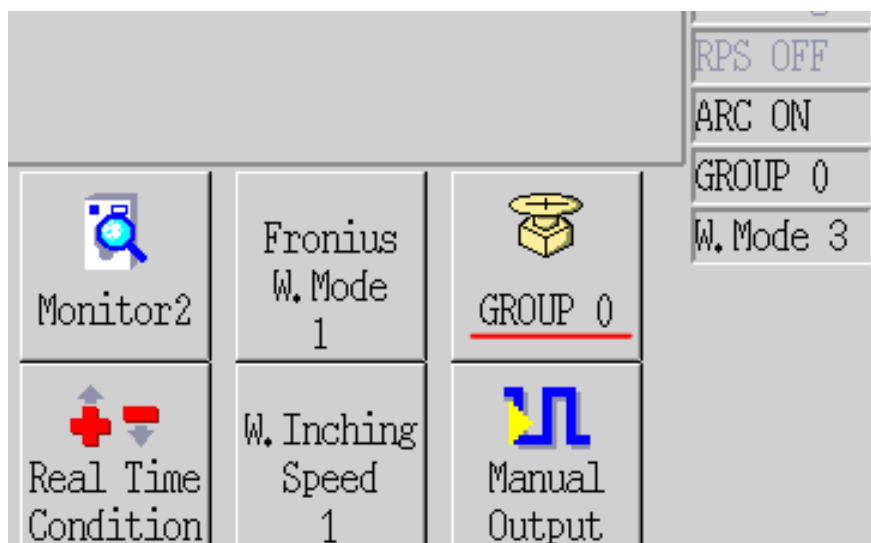 RPS OFF
ARC ON
GROUP 0
W.Mode 3
Monitor2
Fronius
W.Mode
1
GROUP 0
Real Time
Condition
W.Inching
Speed
1
Manual
Output